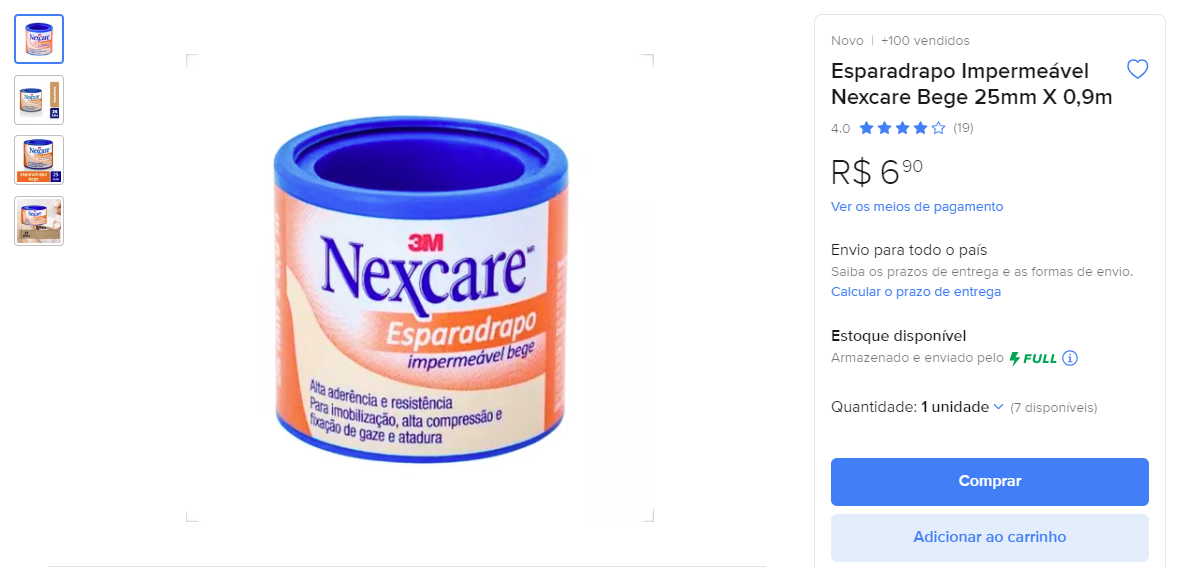 Novo | +100 vendidos
Esparadrapo Impermeável
Nexcare Bege 25mm X 0,9m
4.0 (19)
R$ 6 90
Ver os meios de pagamento
Envio para todo o país
Saiba os prazos de entrega e as formas de envio.
Calcular o prazo de entrega
Estoque disponível
Armazenado e enviado pelo FULL
Quantidade: 1 unidade (7 disponíveis)
Comprar
Adicionar ao carrinho
3M
Nexcare
Esparadrapo
impermeável bege
Alta aderência e resistência
Para imobilização, alta compressão e
fixação de gaze e atadura